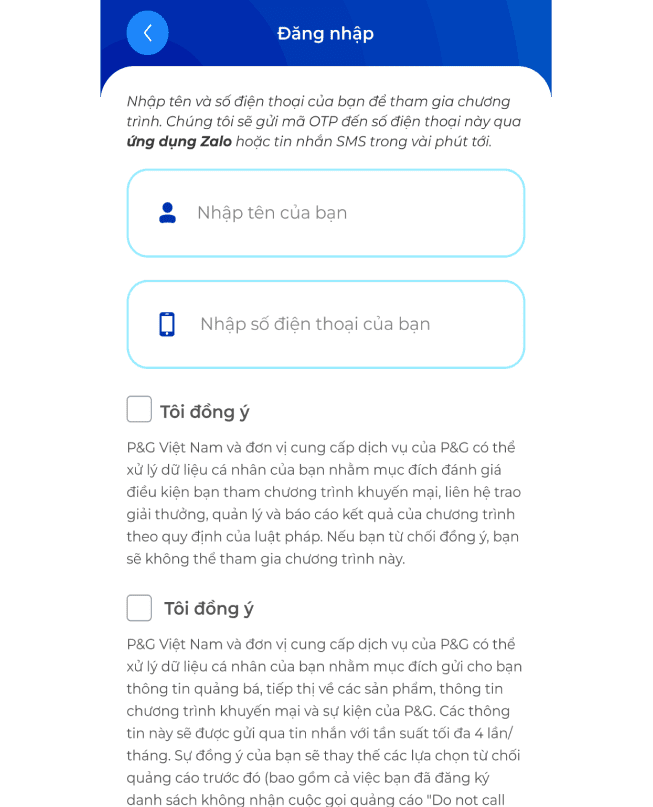 Đăng nhập
Nhập tên và số điện thoại của bạn để tham gia chương
trình. Chúng tôi sẽ gửi mã OTP đến số điện thoại này qua
ứng dụng Zalo hoặc tin nhắn SMS trong vài phút tới.
Nhập tên của bạn
Nhập số điện thoại của bạn
Tôi đồng ý
P&G Việt Nam và đơn vị cung cấp dịch vụ của P&G có thể
xử lý dữ liệu cá nhân của bạn nhằm mục đích đánh giá
điều kiện bạn tham chương trình khuyến mại, liên hệ trao
giải thưởng, quản lý và báo cáo kết quả của chương trình
theo quy định của luật pháp. Nếu bạn từ chối đồng ý, bạn
sẽ không thể tham gia chương trình này.
Tôi đồng ý
P&G Việt Nam và đơn vị cung cấp dịch vụ của P&G có thể
xử lý dữ liệu cá nhân của bạn nhằm mục đích gửi cho bạn
thông tin quảng bá, tiếp thị về các sản phẩm, thông tin
chương trình khuyến mại và sự kiện của P&G. Các thông
tin này sẽ được gửi qua tin nhắn với tần suất tối đa 4 lần/
tháng. Sự đồng ý của bạn sẽ thay thế các lựa chọn từ chối
quảng cáo trước đó (bao gồm cả việc bạn đã đăng ký
danh sách không nhận cuộc gọi quảng cáo "Do not call